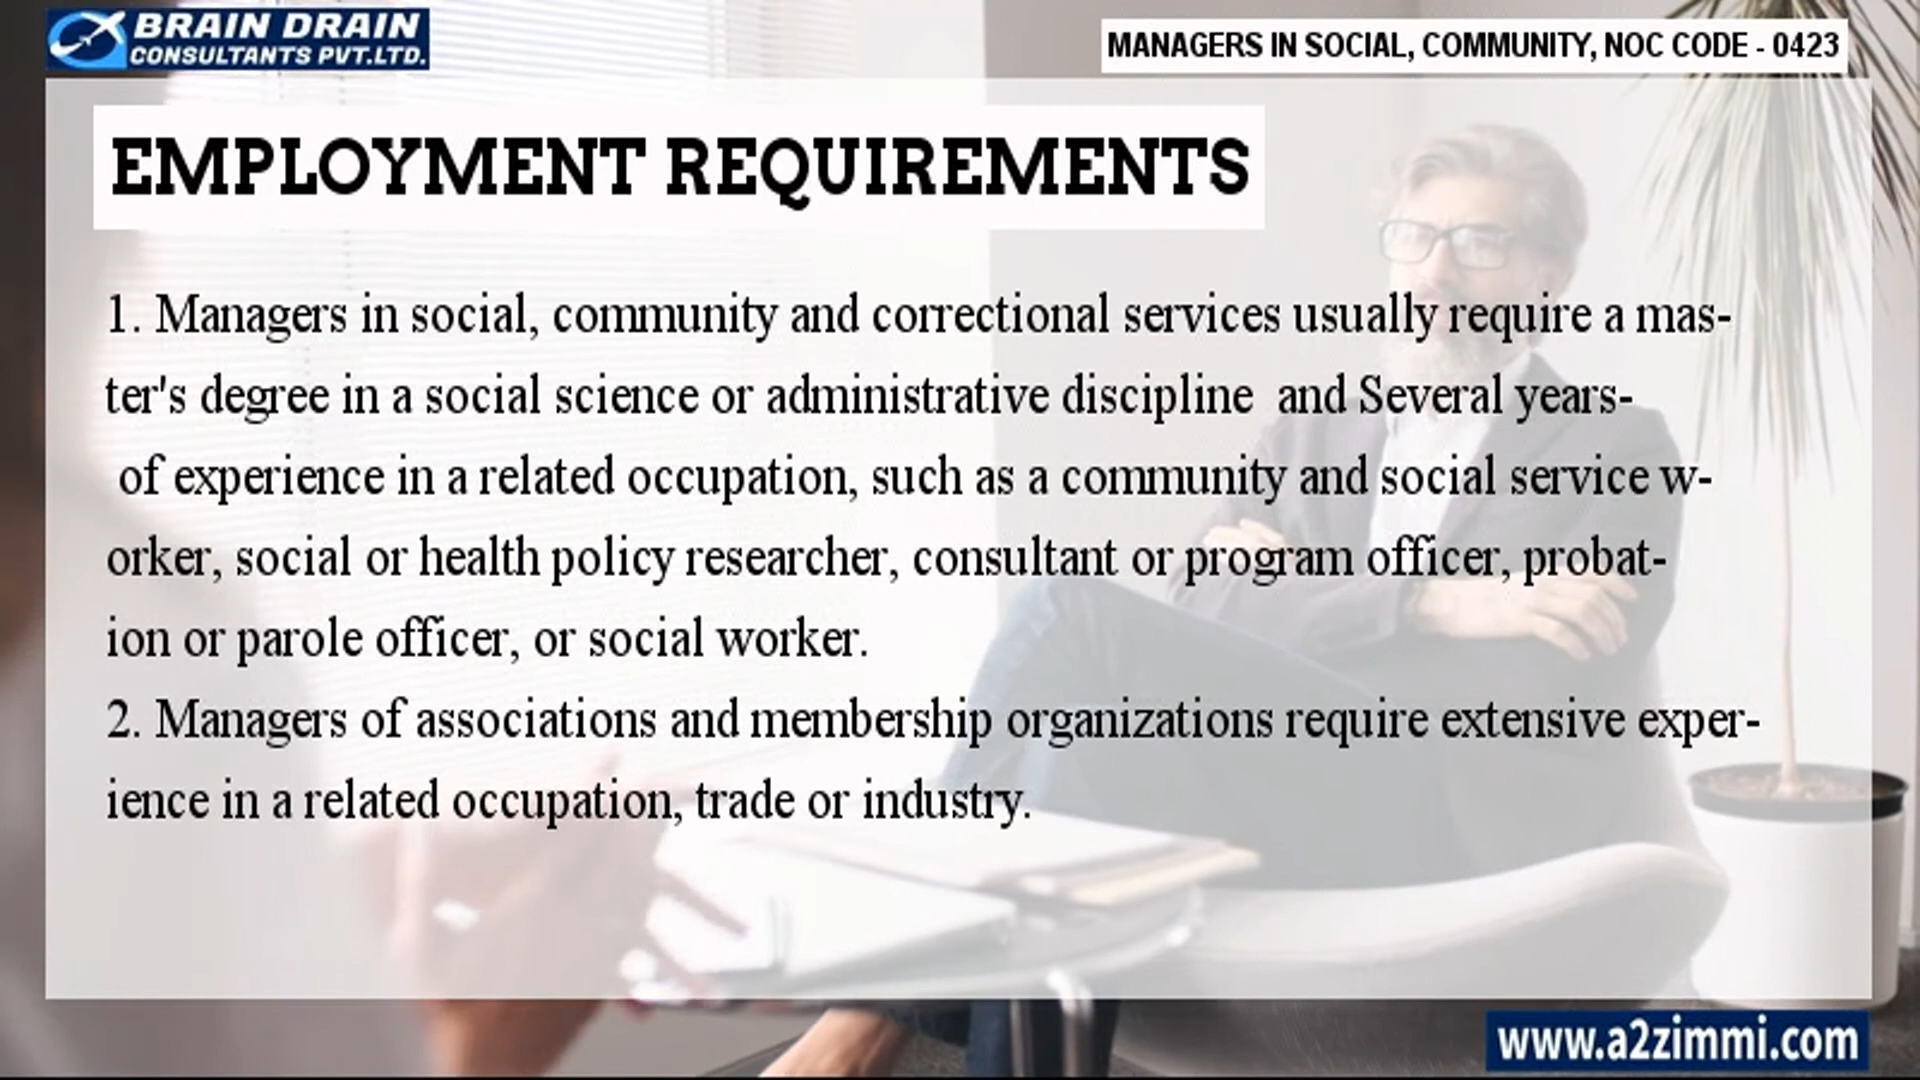 BRAIN DRAIN
CONSULTANTS PVT.LTD.
MANAGERS IN SOCIAL, COMMUNITY, NOC CODE - 0423
EMPLOYMENT REQUIREMENTS
1. Managers in social, community and correctional services usually require a mas-
ter's degree in a social science or administrative discipline  and Several years-
of experience in a related occupation, such as a community and social service w-
orker, social or health policy researcher, consultant or program officer, probat-
ion or parole officer, or social worker.
2. Managers of associations and membership organizations require extensive exper-
ience in a related occupation, trade or industry.
www.a2zimmi.com